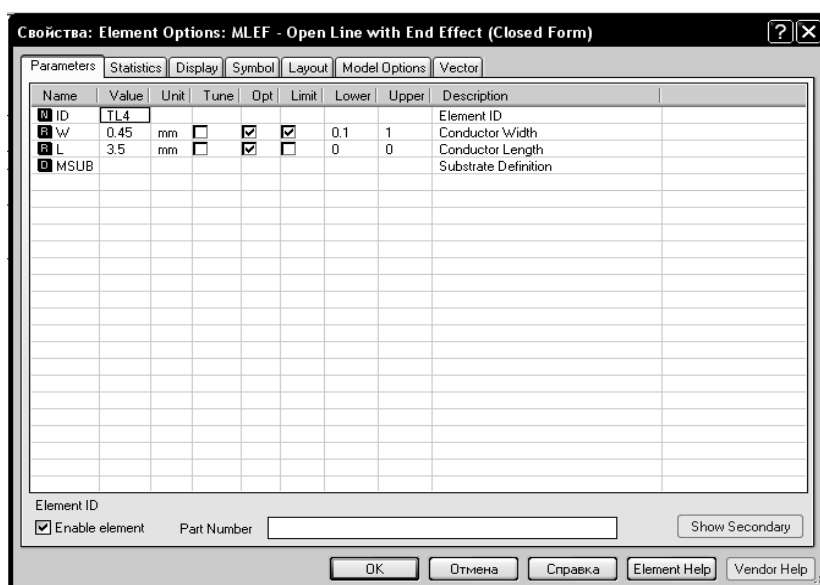 Свойства: Element Options: MLEF - Open Line with End Effect (Closed Form)
Parameters Statistics Display Symbol Layout Model Options Vector
Name Value Unit Tune Opt Limit Lower Upper Description
N ID TL4 Element ID
R W 0.45 mm 0.1 1 Conductor Width
R L 3.5 mm 0 0 Conductor Length
D MSUB Substrate Definition
Element ID
Enable element Part Number Show Secondary
OK Отмена Справка Element Help Vendor Help